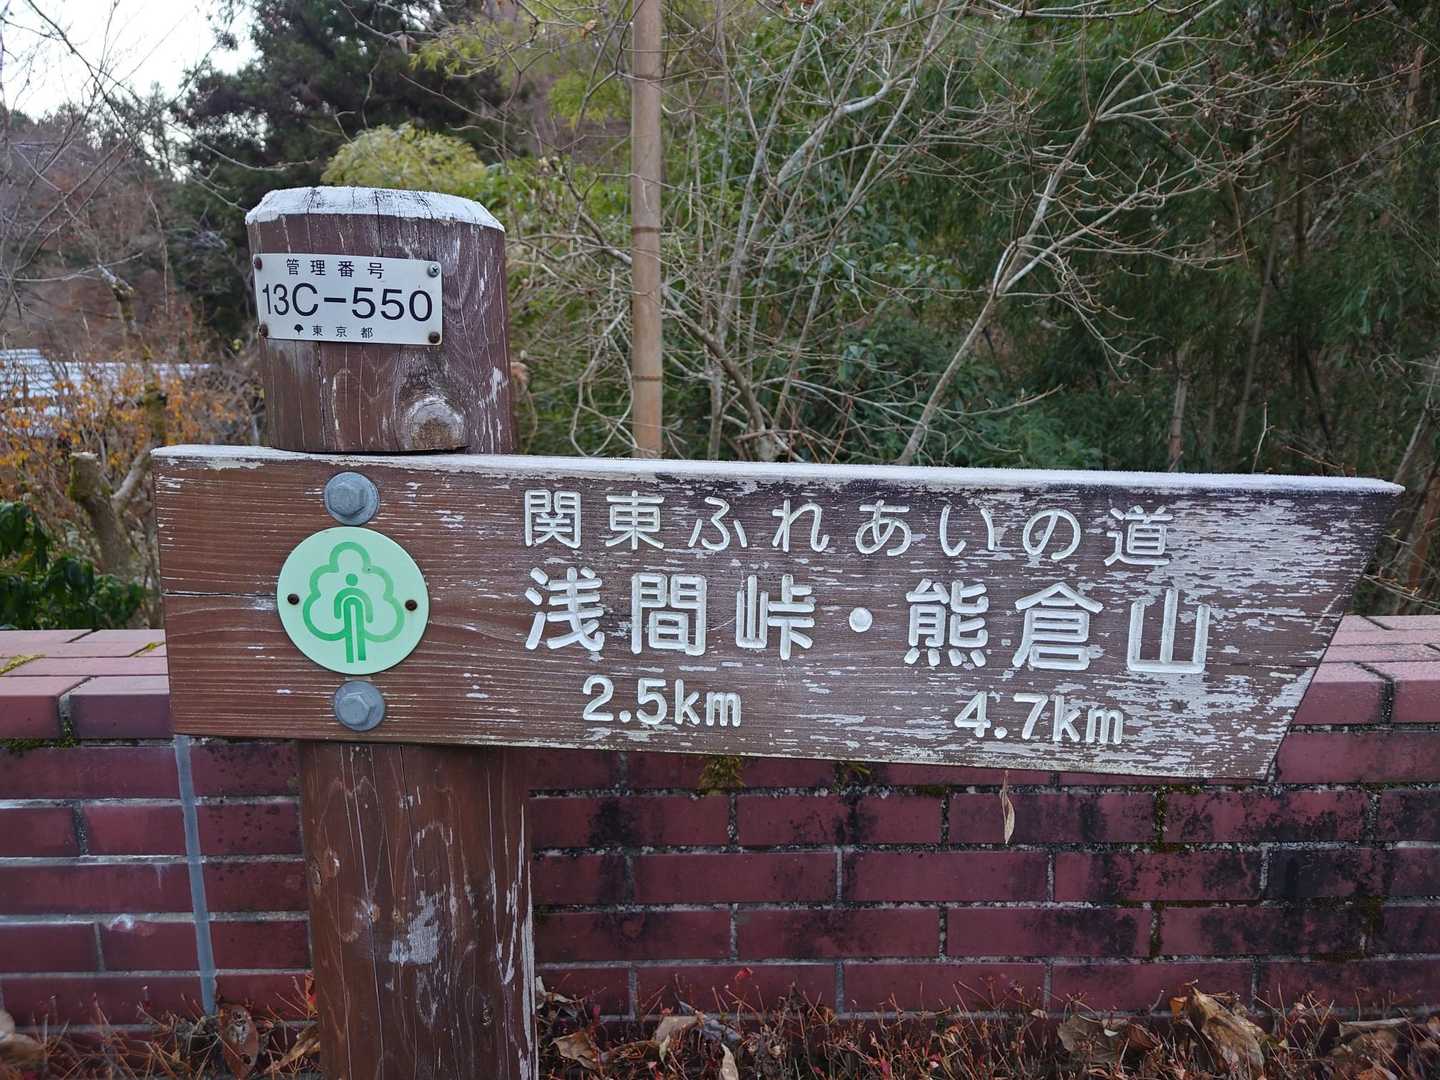 管理番号
13C-550
東京都
関東ふれあいの道
浅間峠・熊倉山
2.5km 4.7km